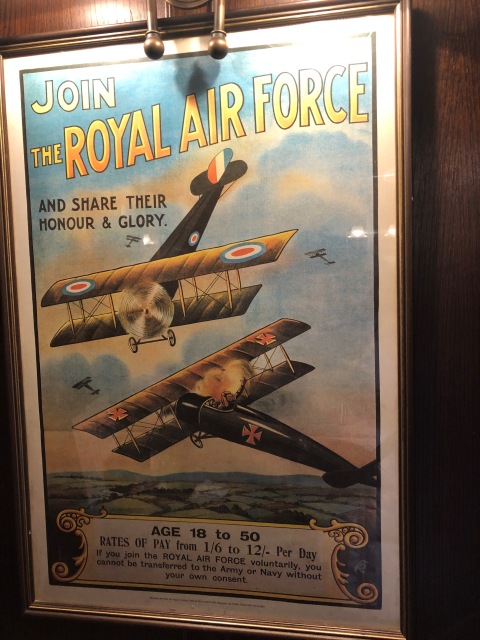 JOIN
THE ROYAL AIR FORCE
AND SHARE THEIR
HONOUR & GLORY.
AGE 18 to 50
RATES OF PAY from 1/6 to 12/- Per Day
If you join the ROYAL AIR FORCE voluntarily, you
cannot be transferred to the Army or Navy without
your own consent.